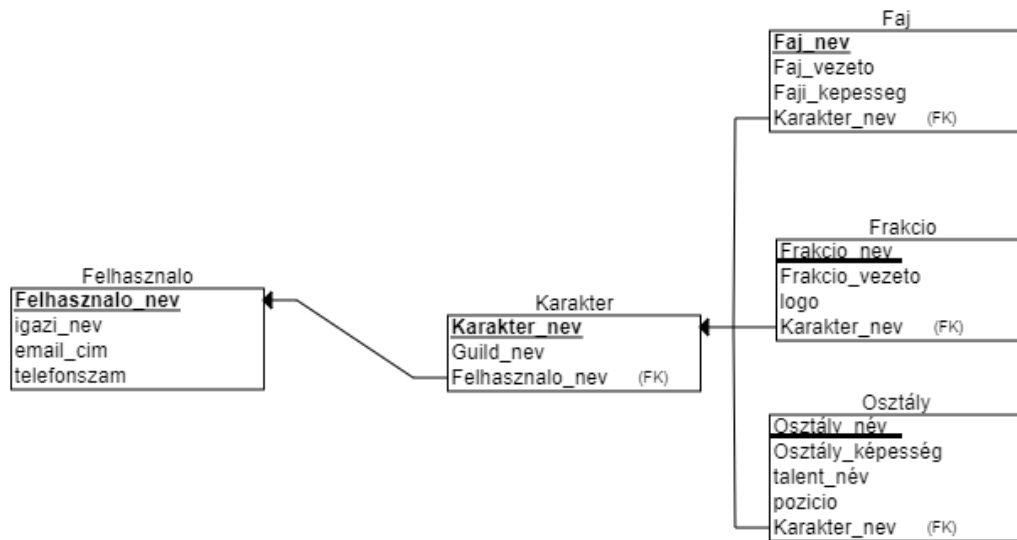 Felhasznalo
Felhasznalo_nev
igazi_nev
email_cim
telefonszam
Karakter
Karakter_nev
Guild_nev
Felhasznalo_nev (FK)
Faj
Faj_nev
Faj_vezeto
Faji_kepesseg
Karakter_nev (FK)
Frakcio
Frakcio_nev
Frakcio_vezeto
logo
Karakter_nev (FK)
Osztály
Osztály_név
Osztály_képesség
talent_név
pozicio
Karakter_nev (FK)